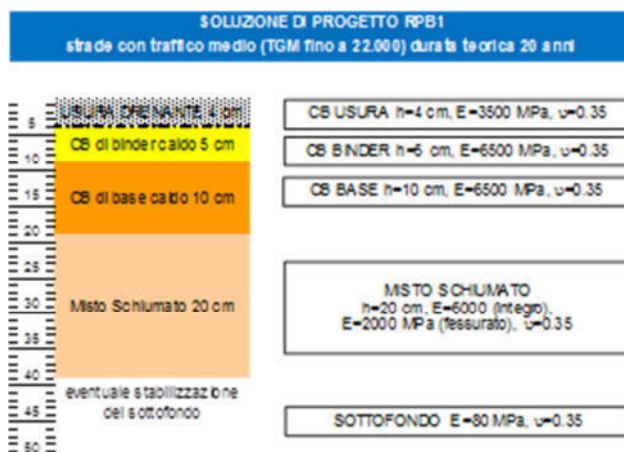 SOLUZIONE DI PROGETTO RPB1
strade con traffico medio (TGM fino a 22.000) durata teorica 20 anni
USURA DRENANTE 4 cm
CB USURA h=4 cm, E=3500 MPa, υ=0.35
5
CB di binder caldo 5 cm
CB BINDER h=5 cm, E=6500 MPa, υ=0.35
10
CB di base caldo 10 cm
CB BASE h=10 cm, E=6500 MPa, υ=0.35
15
20
25
Misto Schiumato 20 cm
MISTO SCHIUMATO
h=20 cm, E=6000 (integro),
E=2000 MPa (fessurato), υ=0.35
30
35
40
eventuale stabilizzazione
del sottofondo
SOTTOFONDO E=80 MPa, υ=0.35
45
50